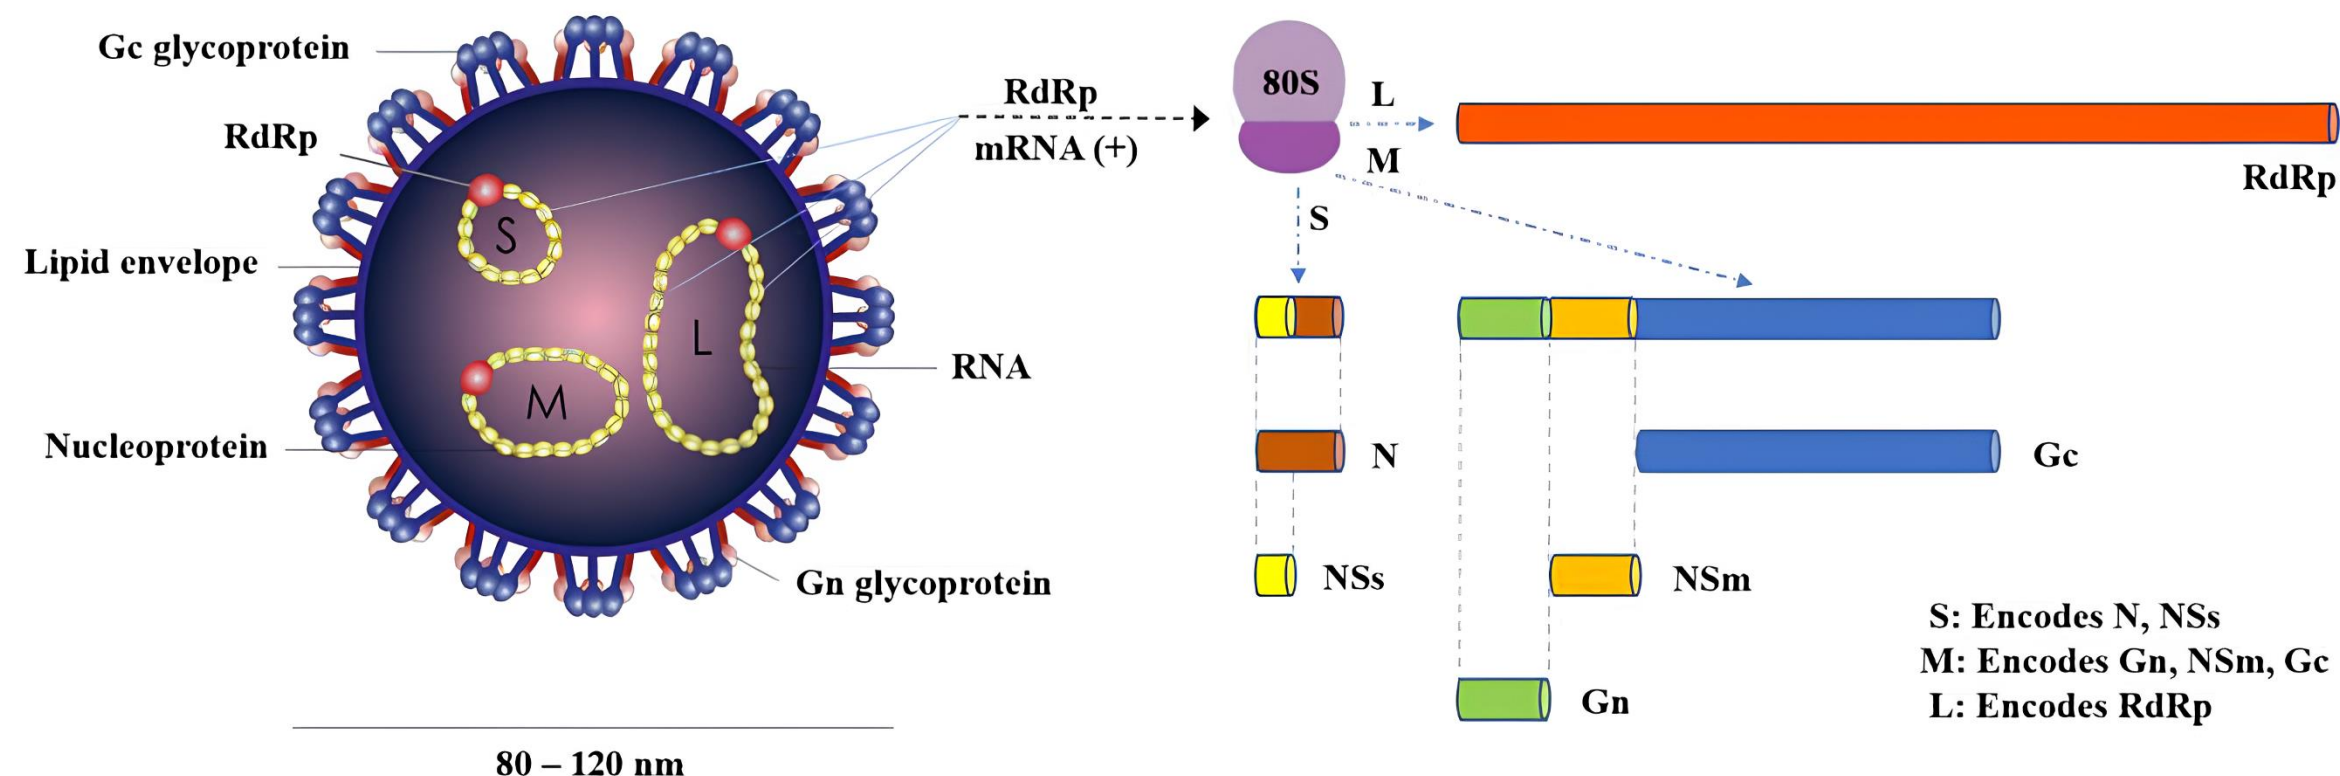 Gc glycoprotein
RdRp
Lipid envelope
Nucleoprotein
S
M
L
RNA
Gn glycoprotein
80 – 120 nm
RdRp
mRNA (+)
80S
L
M
S
RdRp
N
Gc
NSs
NSm
Gn
S: Encodes N, NSs
M: Encodes Gn, NSm, Gc
L: Encodes RdRp